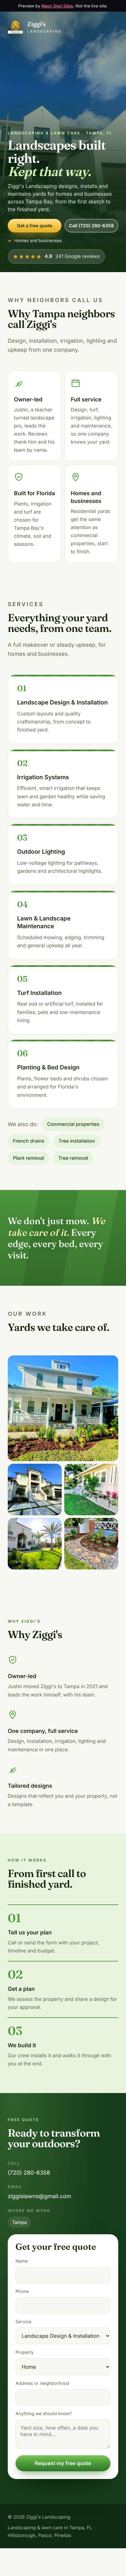 Preview by Neon Sign Sites. Not the live site.
Ziggi's
LANDSCAPING
LANDSCAPING & LAWN CARE · TAMPA, FL
Landscapes built
right.
Kept that way.
Ziggi's Landscaping designs, installs and
maintains yards for homes and businesses
across Tampa Bay, from the first sketch to
the finished yard.
Get a free quote
Call (720) 280-6358
✓ Homes and businesses
★★★★★ 4.9 241 Google reviews
WHY NEIGHBORS CALL US
Why Tampa neighbors
call Ziggi's
Design, installation, irrigation, lighting and
upkeep from one company.
Owner-led
Justin, a teacher
turned landscape
pro, leads the
work. Reviews
thank him and his
team by name.
Full service
Design, turf,
irrigation, lighting
and maintenance,
so one company
knows your yard.
Built for Florida
Plants, irrigation
and turf are
chosen for
Tampa Bay's
climate, soil and
seasons.
Homes and
businesses
Residential yards
get the same
attention as
commercial
properties, start
to finish.
SERVICES
Everything your yard
needs, from one team.
A full makeover or steady upkeep, for
homes and businesses.
01
Landscape Design & Installation
Custom layouts and quality
craftsmanship, from concept to
finished yard.
02
Irrigation Systems
Efficient, smart irrigation that keeps
lawn and garden healthy while saving
water and time.
03
Outdoor Lighting
Low-voltage lighting for pathways,
gardens and architectural highlights.
04
Lawn & Landscape
Maintenance
Scheduled mowing, edging, trimming
and general upkeep all year.
05
Turf Installation
Real sod or artificial turf, installed for
families, pets and low-maintenance
living.
06
Planting & Bed Design
Plants, flower beds and shrubs chosen
and arranged for Florida's
environment.
We also do:
Commercial properties
French drains
Tree installation
Plant removal
Tree removal
We don't just mow. We
take care of it. Every
edge, every bed, every
visit.
OUR WORK
Yards we take care of.
WHY ZIGGI'S
Why Ziggi's
Owner-led
Justin moved Ziggi's to Tampa in 2021 and
leads the work himself, with his team.
One company, full service
Design, installation, irrigation, lighting and
maintenance in one place.
Tailored designs
Designs that reflect you and your property, not
a template.
HOW IT WORKS
From first call to
finished yard.
01
Tell us your plan
Call or send the form with your project,
timeline and budget.
02
Get a plan
We assess the property and share a design for
your approval.
03
We build it
Our crew installs it and walks it through with
you at the end.
FREE QUOTE
Ready to transform
your outdoors?
CALL
(720) 280-6358
EMAIL
ziggislawns@gmail.com
WHERE WE WORK
Tampa
Get your free quote
Name
Phone
Service
Landscape Design & Installation
Property
Home
Address or neighborhood
Anything we should know?
Yard size, how often, a date you
have in mind...
Request my free quote
© 2026 Ziggi's Landscaping
Landscaping & lawn care in Tampa, FL ·
Hillsborough, Pasco, Pinellas